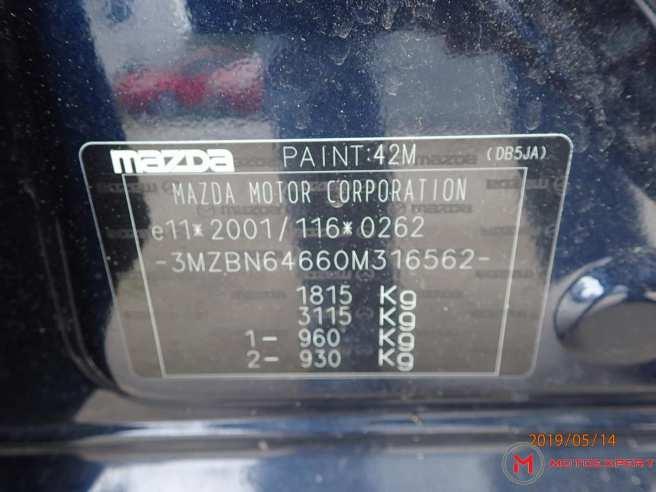 mazda PAINT:42M (DB5JA)
MAZDA MOTOR CORPORATION
e11*2001/116*0262
-3MZBN64660M316562-
1815 Kg
3115 Kg
1- 960 Kg
2- 930 Kg
2019/05/14
M MOTOEXPERT